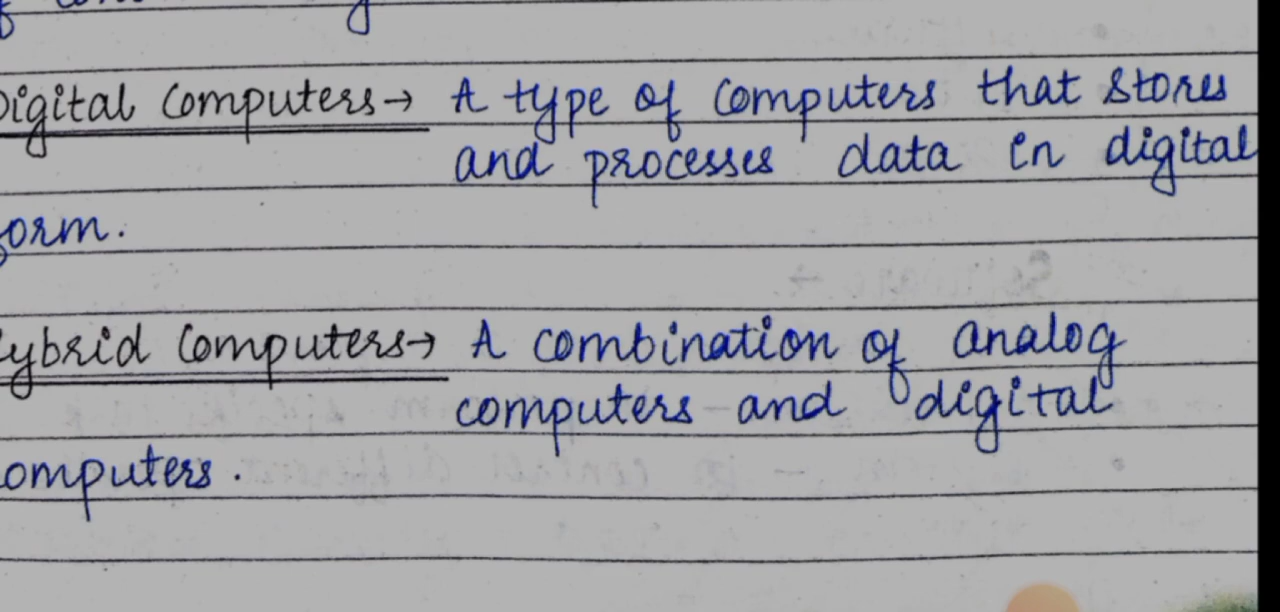 Digital Computers→ A type of Computers that stores
and processes data in digital
form.
Hybrid Computers→ A combination of analog
computers and digital
computers.